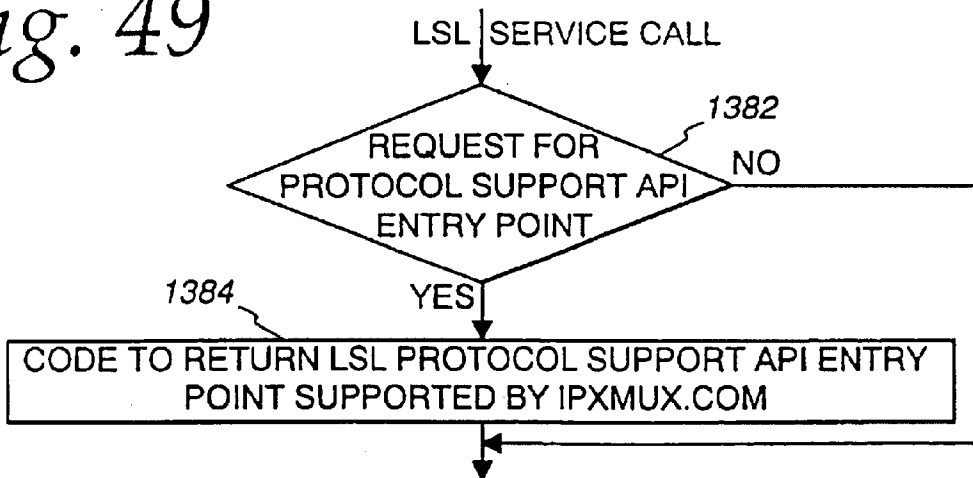 49
LSL SERVICE CALL
1382
REQUEST FOR
PROTOCOL SUPPORT API
ENTRY POINT
NO
YES
1384
CODE TO RETURN LSL PROTOCOL SUPPORT API ENTRY
POINT SUPPORTED BY IPXMUX.COM